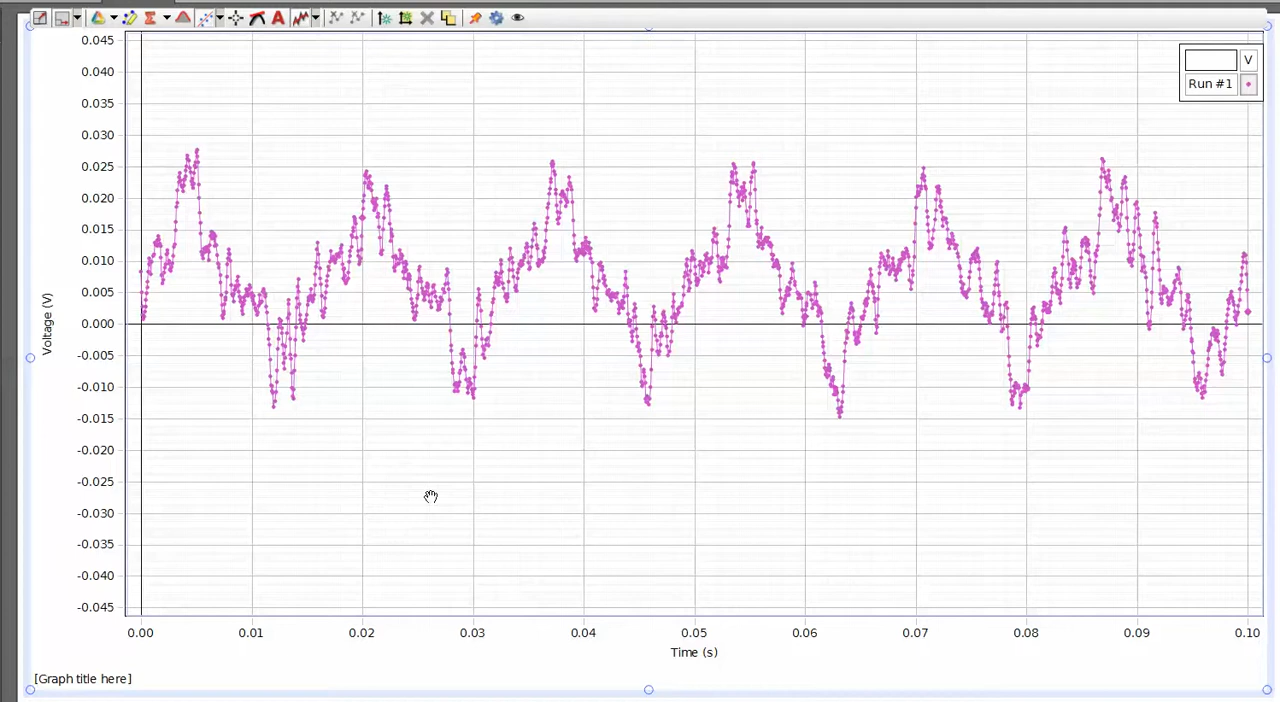 A
V
Run #1
0.045
0.040
0.035
0.030
0.025
0.020
0.015
0.010
0.005
0.000
-0.005
-0.010
-0.015
-0.020
-0.025
-0.030
-0.035
-0.040
-0.045
Voltage (V)
0.00 0.01 0.02 0.03 0.04 0.05 0.06 0.07 0.08 0.09 0.10
Time (s)
[Graph title here]